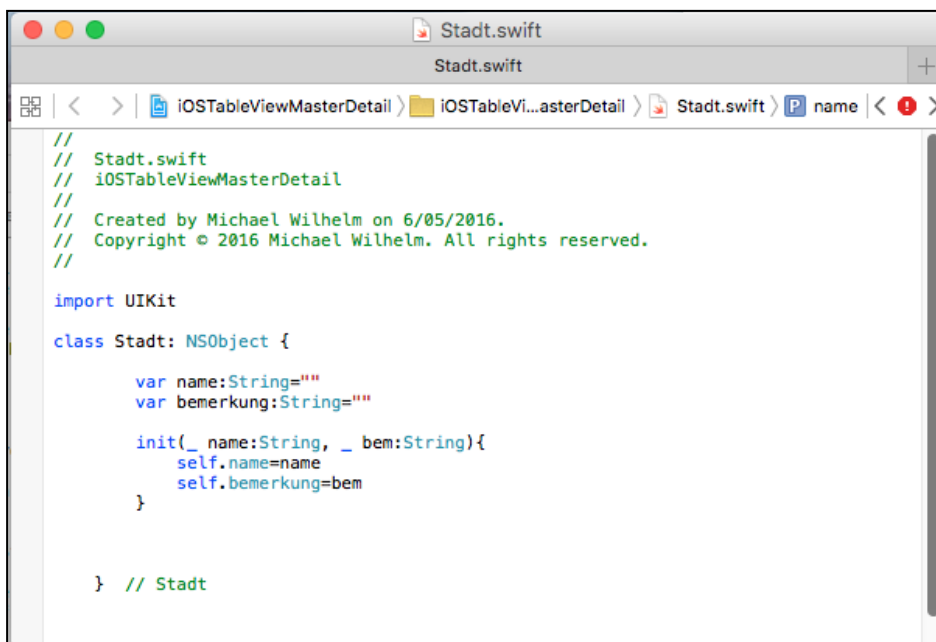 Stadt.swift
Stadt.swift
iOSTableViewMasterDetail iOSTableVi...asterDetail Stadt.swift P name
//
// Stadt.swift
// iOSTableViewMasterDetail
//
// Created by Michael Wilhelm on 6/05/2016.
// Copyright © 2016 Michael Wilhelm. All rights reserved.
//
import UIKit
class Stadt: NSObject {
var name:String=""
var bemerkung:String=""
init(_ name:String, _ bem:String){
self.name=name
self.bemerkung=bem
}
} // Stadt